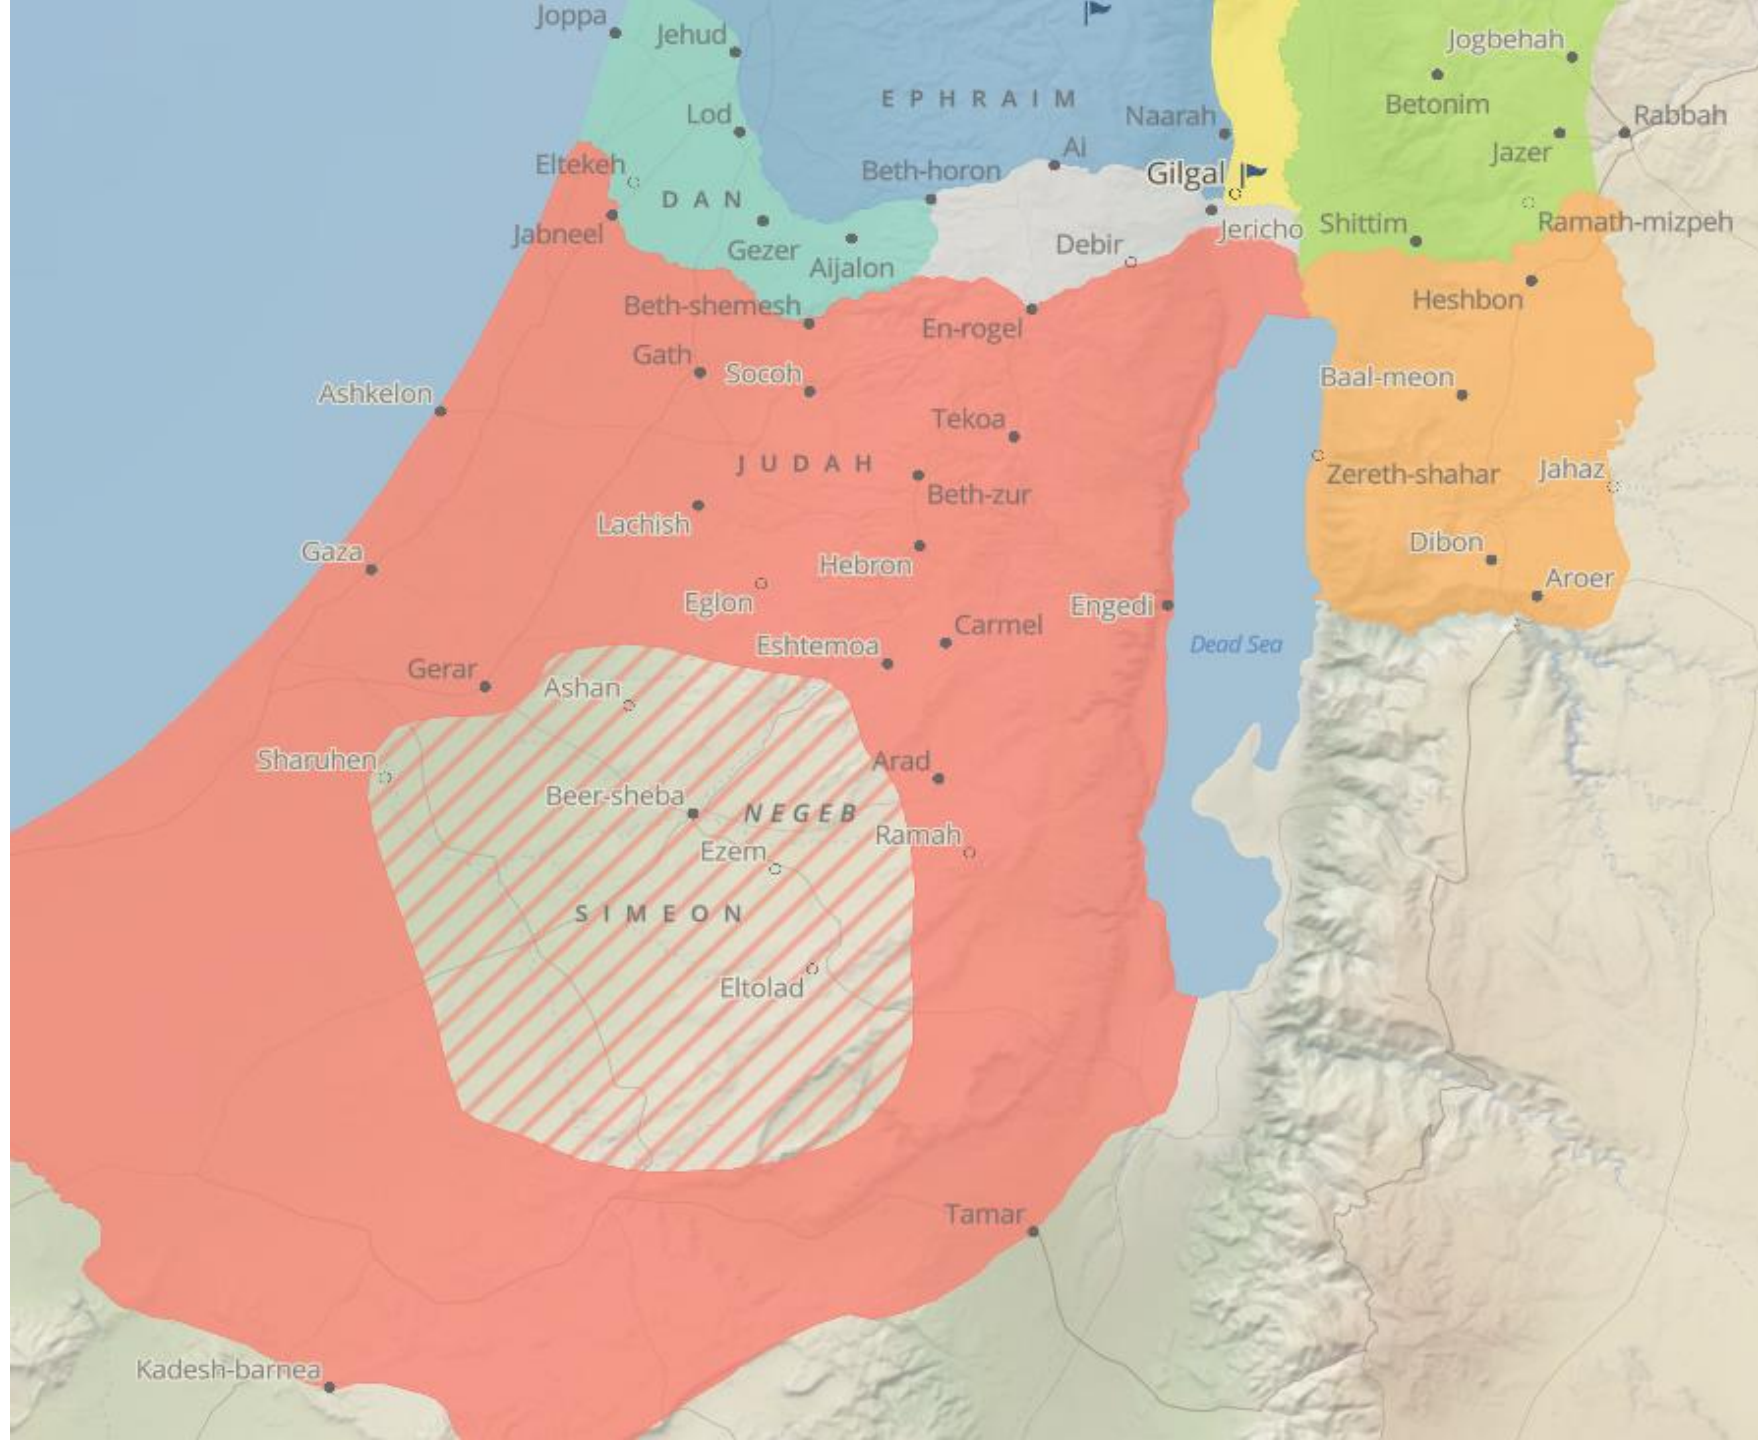 Joppa
Jehud
Jogbehah
EPHRAIM
Betonim
Lod
Naarah
Rabbah
Ai
Jazer
Eltekeh
Beth-horon
Gilgal
DAN
Jabneel
Gezer
Aijalon
Debir
Jericho
Shittim
Ramath-mizpeh
Beth-shemesh
En-rogel
Heshbon
Gath
Socoh
Baal-meon
Ashkelon
Tekoa
JUDAH
Zereth-shahar
Jahaz
Beth-zur
Lachish
Gaza
Hebron
Dibon
Eglon
Engedi
Aroer
Carmel
Eshtemoa
Dead Sea
Gerar
Ashan
Sharuhen
Arad
Beer-sheba
NEGEB
Ramah
Ezem
SIMEON
Eltolad
Tamar
Kadesh-barnea